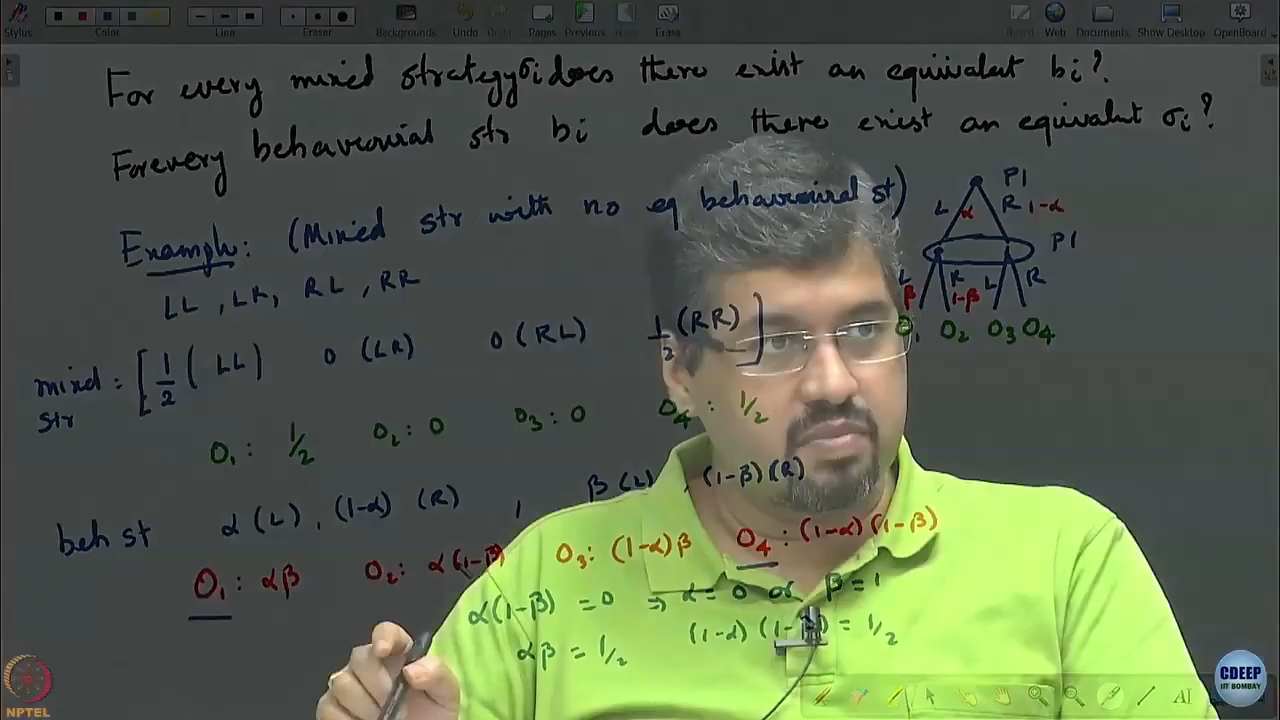 Stylus Color Line Eraser Backgrounds Undo Pages Previous Erase Board Web Documents Show Desktop OpenBoard
For every mixed strategy σi does there exist an equivalent bi?
For every behavourial str bi does there exist an equivalent σi?
Example: (Mixed str with no eq behavoural st)
LL, LR, RL, RR
mixed str = [ 1/2 (LL) 0 (LR) 0 (RL) 1/2 (RR) ]
O1 : 1/2 O2 : 0 O3 : 0 O4 : 1/2
beh st α (L), (1-α) (R) , β (L), (1-β)(R)
O1 : αβ O2 : α(1-β) O3 : (1-α)β O4 : (1-α)(1-β)
α(1-β) = 0 ⇒ α = 0 or β = 1
αβ = 1/2 (1-α)(1-β) = 1/2
P1
L α R 1-α
P1
L R L R
β 1-β
O1 O2 O3 O4
NPTEL
CDEEP
IIT BOMBAY